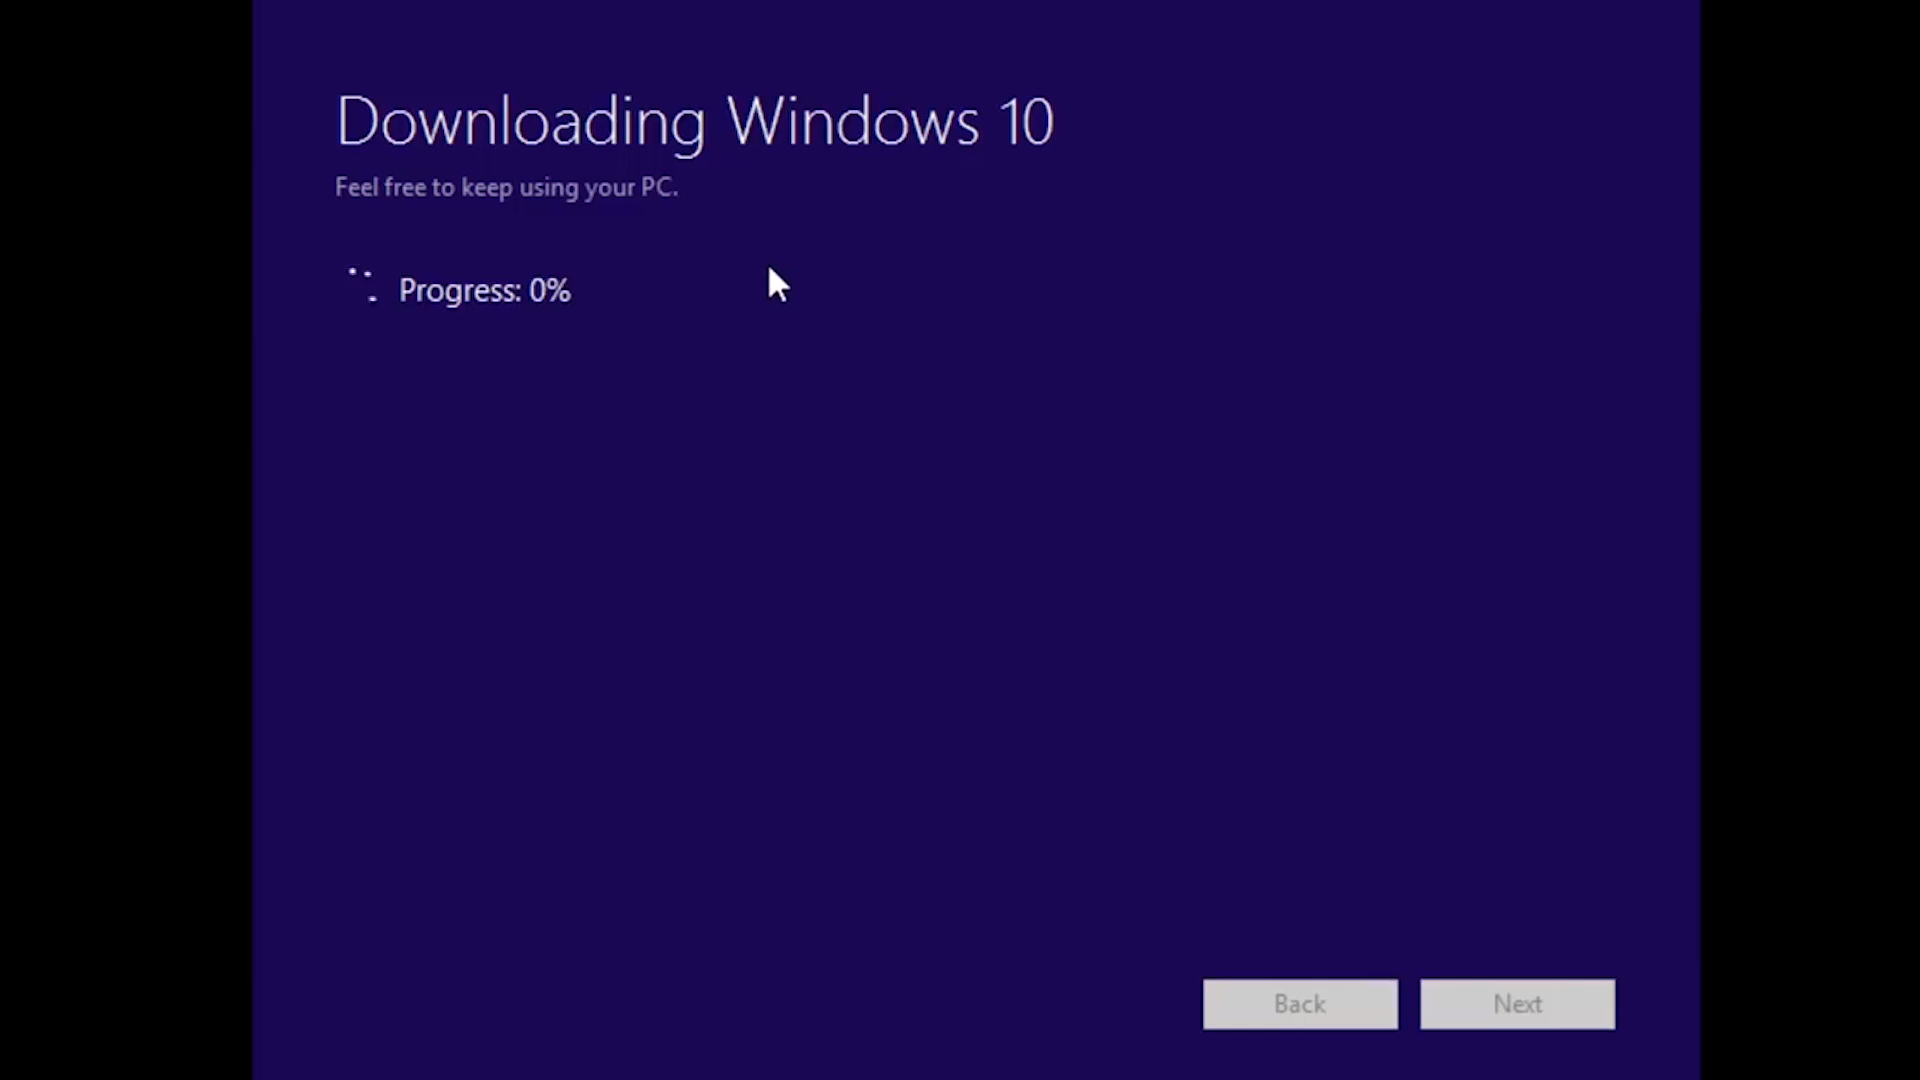 Downloading Windows 10
Feel free to keep using your PC.
Progress: 0%
Back
Next